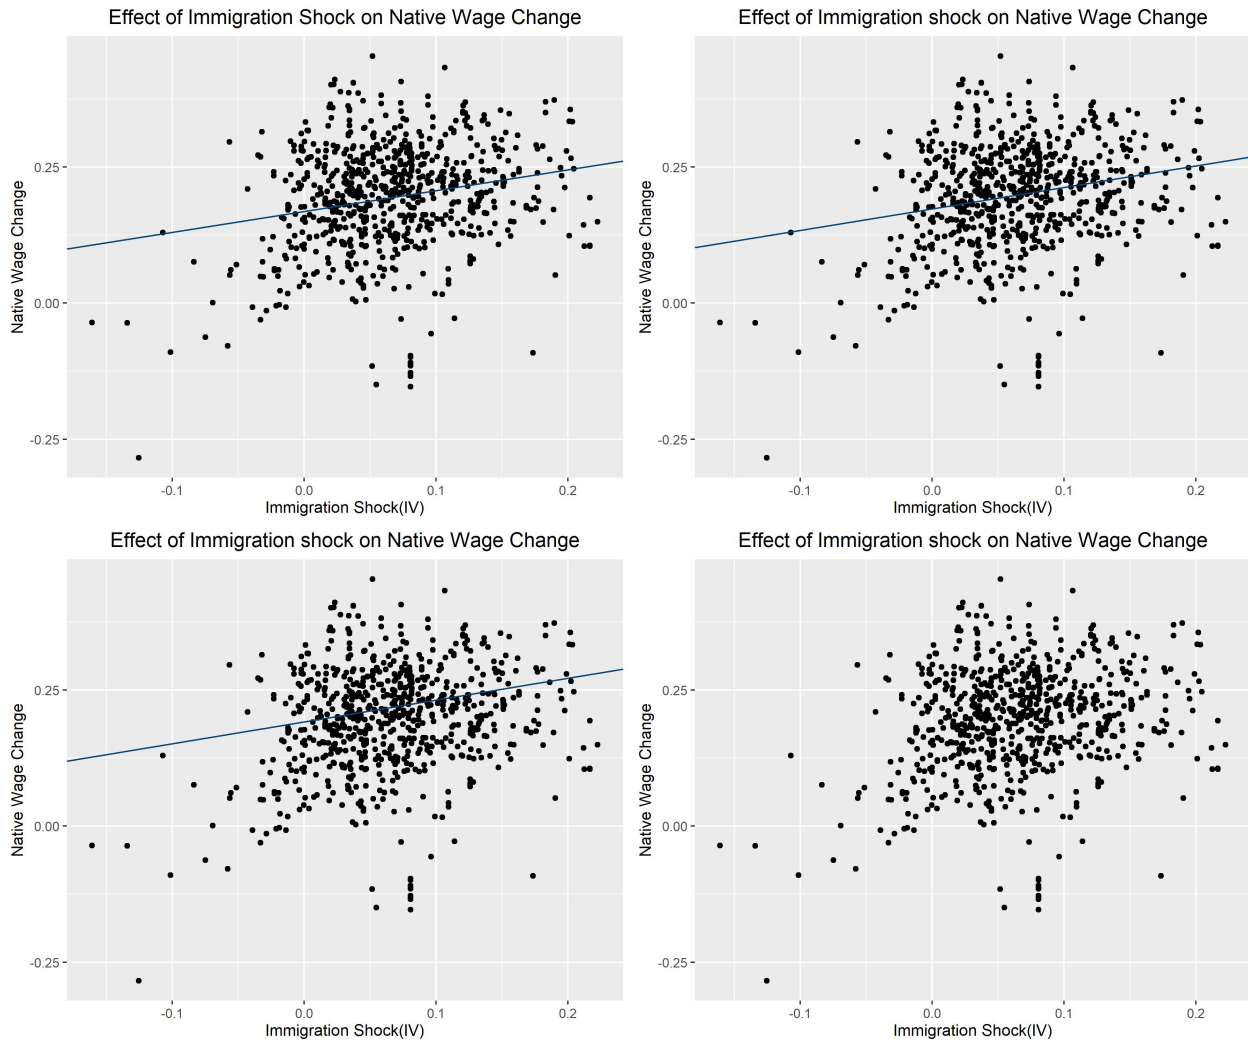 Effect of Immigration Shock on Native Wage Change
Native Wage Change
0.25
0.00
-0.25
-0.1 0.0 0.1 0.2
Immigration Shock(IV)
Effect of Immigration shock on Native Wage Change
Native Wage Change
0.25
0.00
-0.25
-0.1 0.0 0.1 0.2
Immigration Shock(IV)
Effect of Immigration shock on Native Wage Change
Native Wage Change
0.25
0.00
-0.25
-0.1 0.0 0.1 0.2
Immigration Shock(IV)
Effect of Immigration shock on Native Wage Change
Native Wage Change
0.25
0.00
-0.25
-0.1 0.0 0.1 0.2
Immigration Shock(IV)